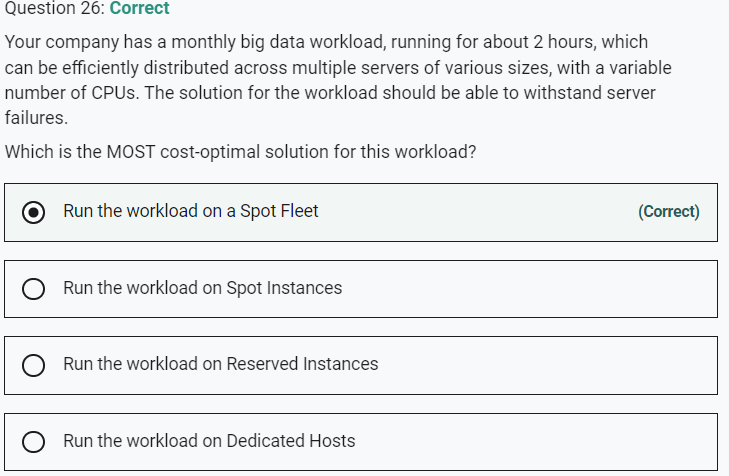 Question 26: Correct
Your company has a monthly big data workload, running for about 2 hours, which
can be efficiently distributed across multiple servers of various sizes, with a variable
number of CPUs. The solution for the workload should be able to withstand server
failures.
Which is the MOST cost-optimal solution for this workload?
Run the workload on a Spot Fleet (Correct)
Run the workload on Spot Instances
Run the workload on Reserved Instances
Run the workload on Dedicated Hosts